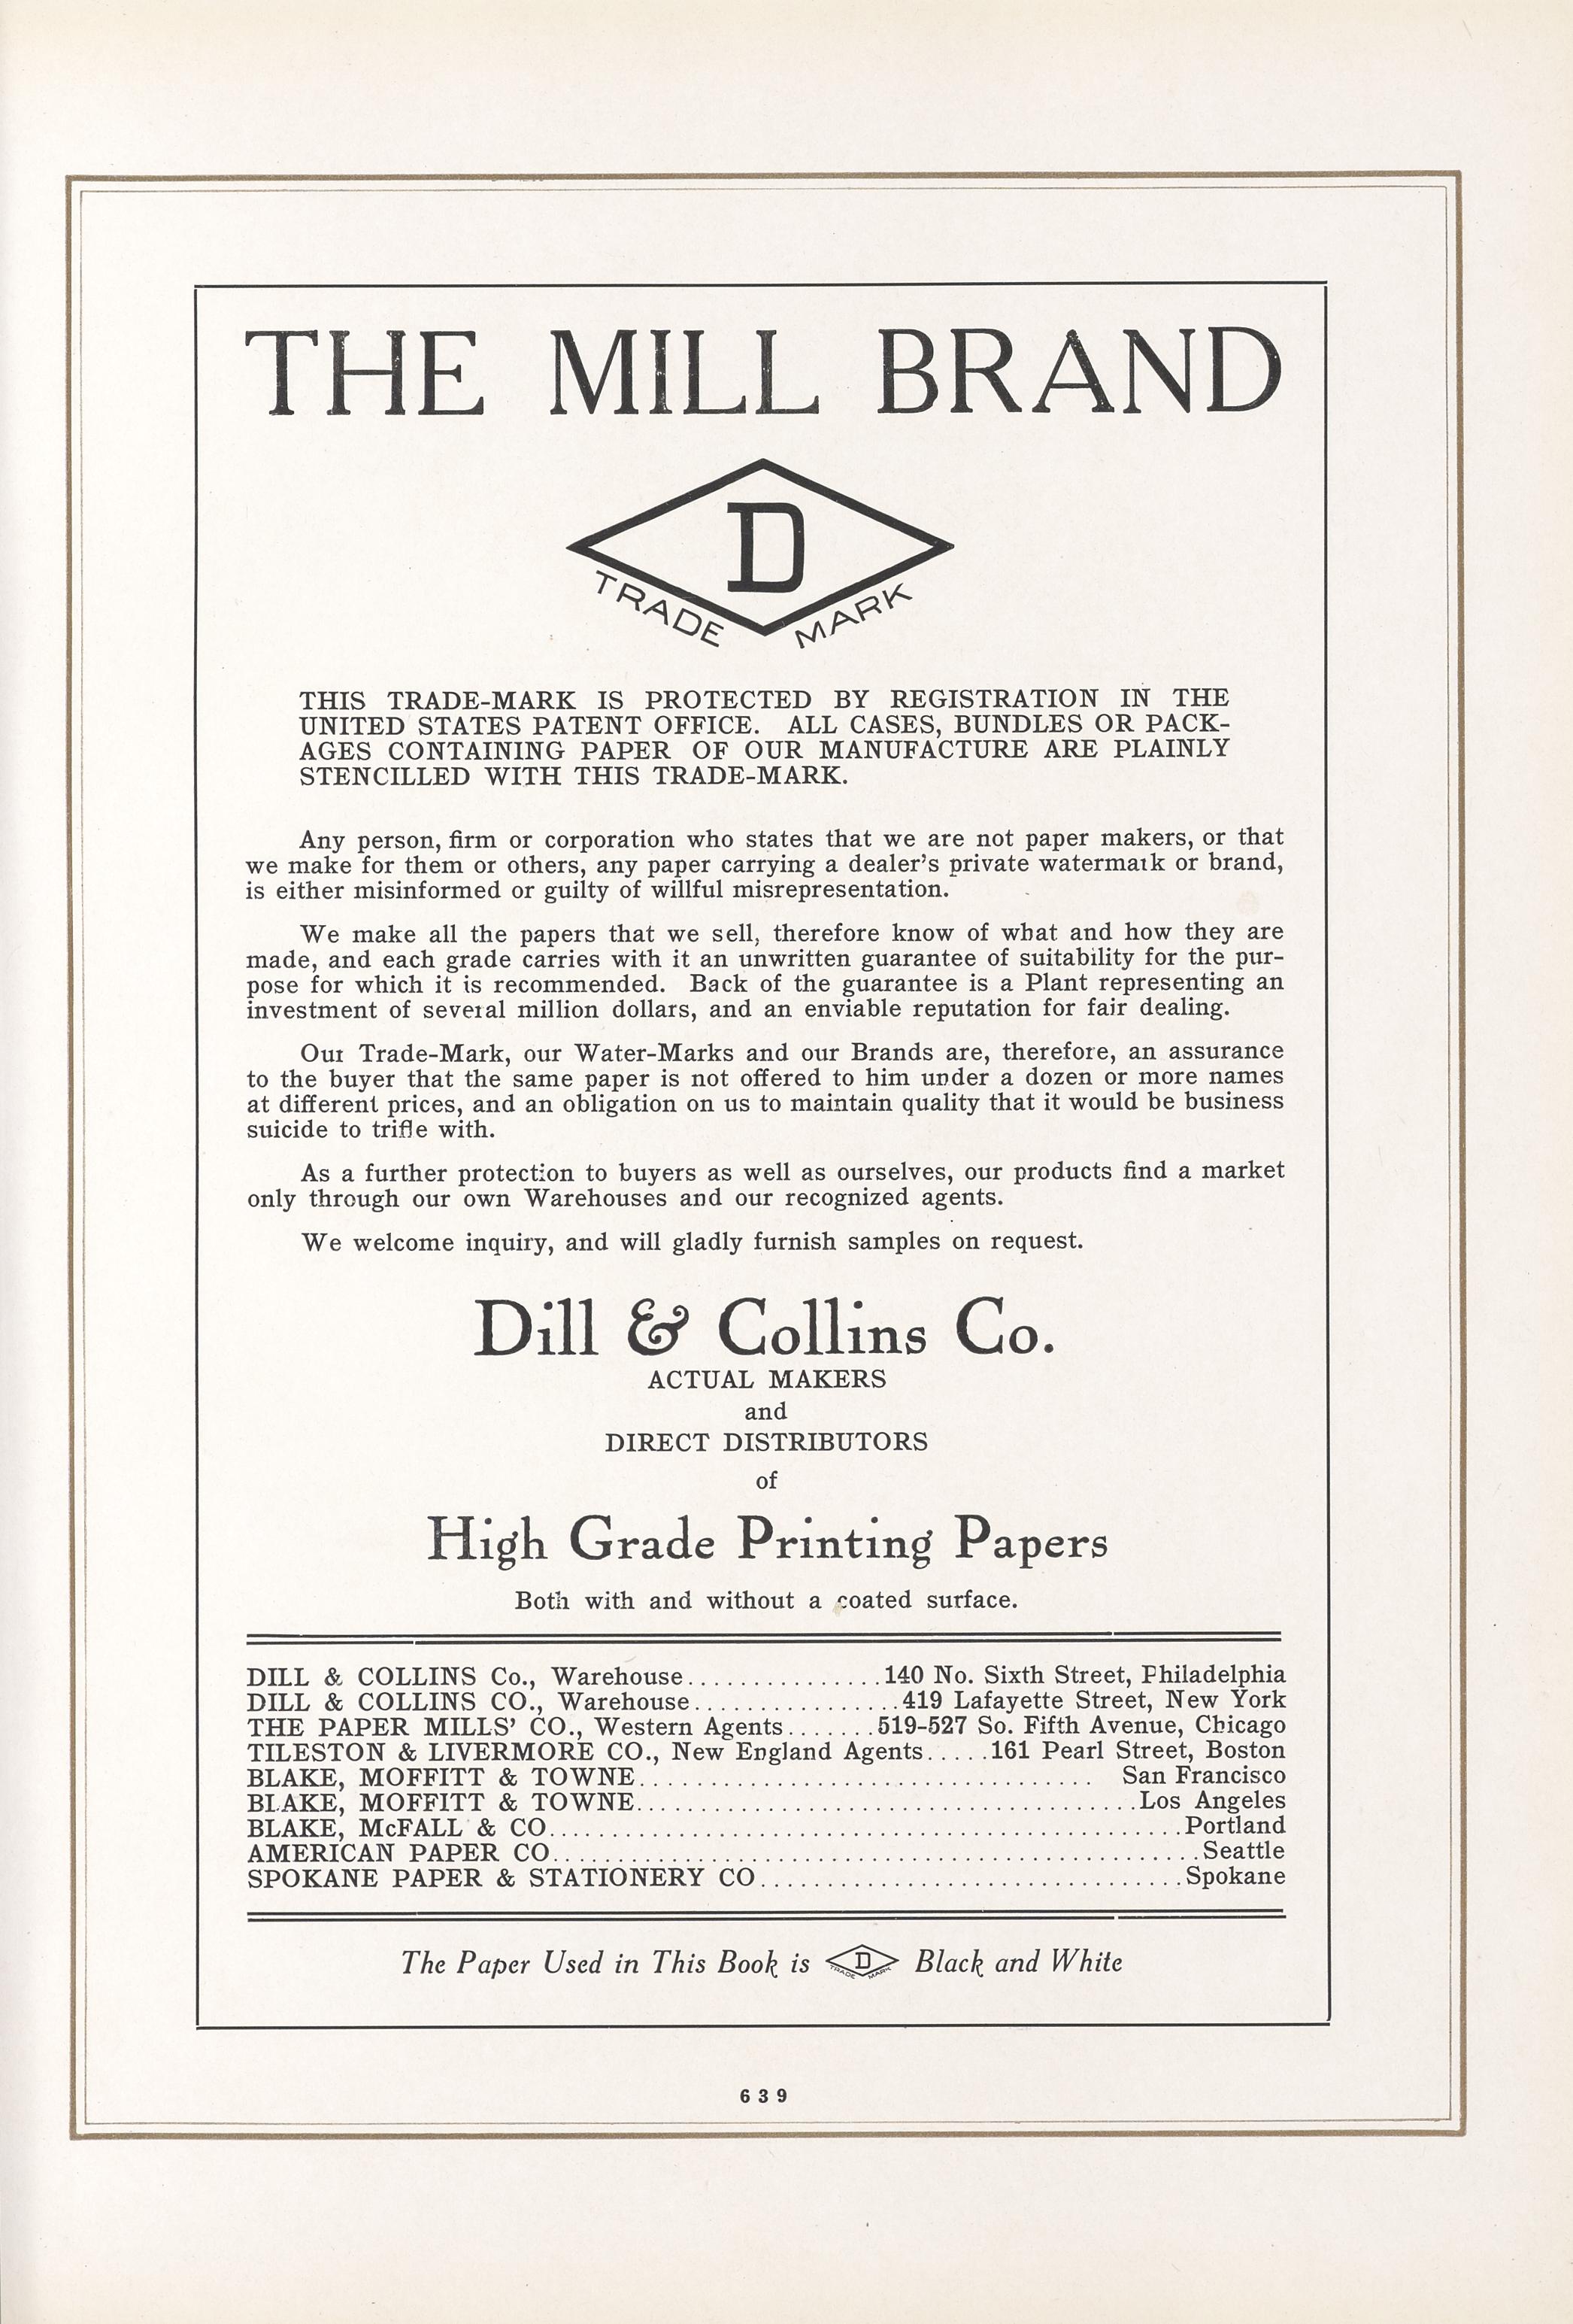 THE MILL BRAND
D
TRADE MARK
THIS TRADE-MARK IS PROTECTED BY REGISTRATION IN THE
UNITED STATES PATENT OFFICE. ALL CASES, BUNDLES OR PACK-
AGES CONTAINING PAPER OF OUR MANUFACTURE ARE PLAINLY
STENCILLED WITH THIS TRADE-MARK.
Any person, firm or corporation who states that we are not paper makers, or that
we make for them or others, any paper carrying a dealer's private watermark or brand,
is either misinformed or guilty of willful misrepresentation.
We make all the papers that we sell, therefore know of what and how they are
made, and each grade carries with it an unwritten guarantee of suitability for the pur-
pose for which it is recommended. Back of the guarantee is a Plant representing an
investment of several million dollars, and an enviable reputation for fair dealing.
Our Trade-Mark, our Water-Marks and our Brands are, therefore, an assurance
to the buyer that the same paper is not offered to him under a dozen or more names
at different prices, and an obligation on us to maintain quality that it would be business
suicide to trifle with.
As a further protection to buyers as well as ourselves, our products find a market
only through our own Warehouses and our recognized agents.
We welcome inquiry, and will gladly furnish samples on request.
Dill & Collins Co.
ACTUAL MAKERS
and
DIRECT DISTRIBUTORS
of
High Grade Printing Papers
Both with and without a coated surface.
DILL & COLLINS Co., Warehouse................140 No. Sixth Street, Philadelphia
DILL & COLLINS CO., Warehouse.................419 Lafayette Street, New York
THE PAPER MILLS' CO., Western Agents.......519-527 So. Fifth Avenue, Chicago
TILESTON & LIVERMORE CO., New England Agents.....161 Pearl Street, Boston
BLAKE, MOFFITT & TOWNE...................................... San Francisco
BLAKE, MOFFITT & TOWNE..........................................Los Angeles
BLAKE, McFALL & CO.....................................................Portland
AMERICAN PAPER CO......................................................Seattle
SPOKANE PAPER & STATIONERY CO...................................Spokane
The Paper Used in This Book is D TRADE MARK Black and White
639